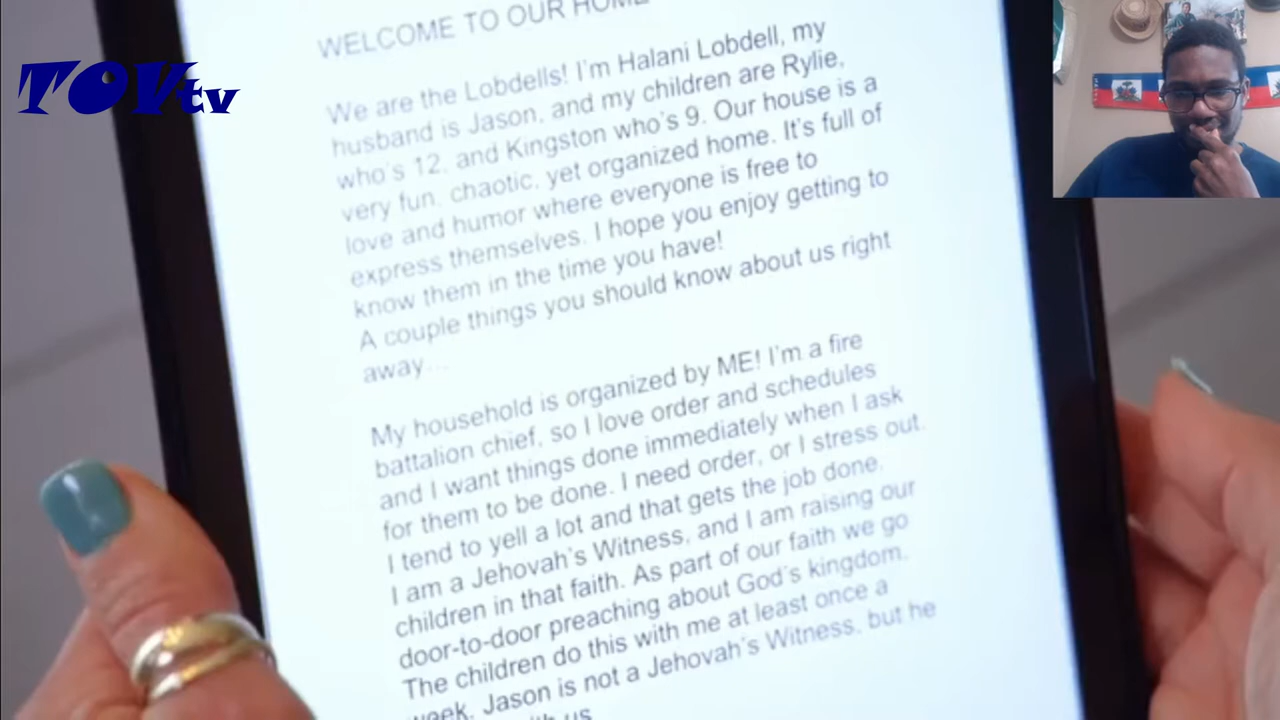 TOVtv
WELCOME TO OUR HOME
We are the Lobdells! I'm Halani Lobdell, my
husband is Jason, and my children are Rylie,
who's 12, and Kingston who's 9. Our house is a
very fun, chaotic, yet organized home. It's full of
love and humor where everyone is free to
express themselves. I hope you enjoy getting to
know them in the time you have!
A couple things you should know about us right
away...
My household is organized by ME! I'm a fire
battalion chief, so I love order and schedules
and I want things done immediately when I ask
for them to be done. I need order, or I stress out.
I tend to yell a lot and that gets the job done.
I am a Jehovah's Witness, and I am raising our
children in that faith. As part of our faith we go
door-to-door preaching about God's kingdom.
The children do this with me at least once a
week. Jason is not a Jehovah's Witness, but he
us